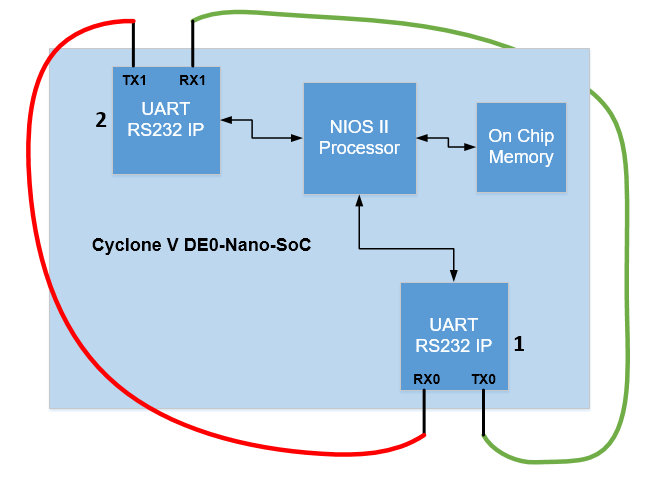 TX1
RX1
UART
RS232 IP
2
NIOS II
Processor
On Chip
Memory
Cyclone V DE0-Nano-SoC
UART
RS232 IP
1
RX0
TX0